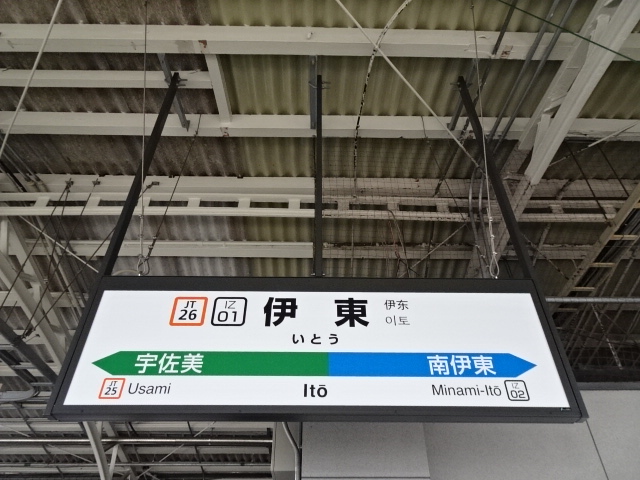 JT 26 IZ 01 伊東 伊东
이토
いとう
宇佐美 南伊東
JT 25 Usami Itō Minami-Itō IZ 02